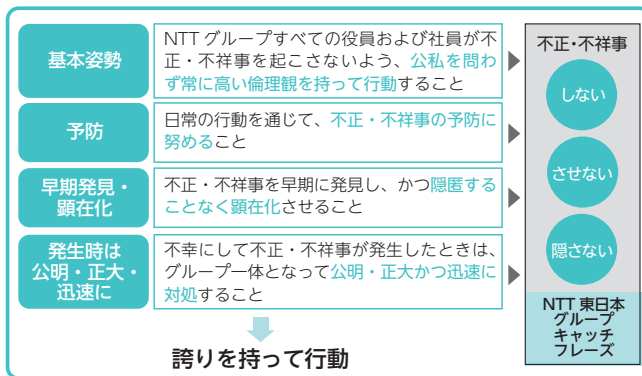 基本姿勢
NTT グループすべての役員および社員が不
正・不祥事を起こさないよう、公私を問わ
ず常に高い倫理観を持って行動すること
予防
日常の行動を通じて、不正・不祥事の予防に
努めること
早期発見・
顕在化
不正・不祥事を早期に発見し、かつ隠匿する
ことなく顕在化させること
発生時は
公明・正大・
迅速に
不幸にして不正・不祥事が発生したときは、
グループ一体となって公明・正大かつ迅速に
対処すること
誇りを持って行動
不正・不祥事
しない
させない
隠さない
NTT 東日本
グループ
キャッチ
フレーズ